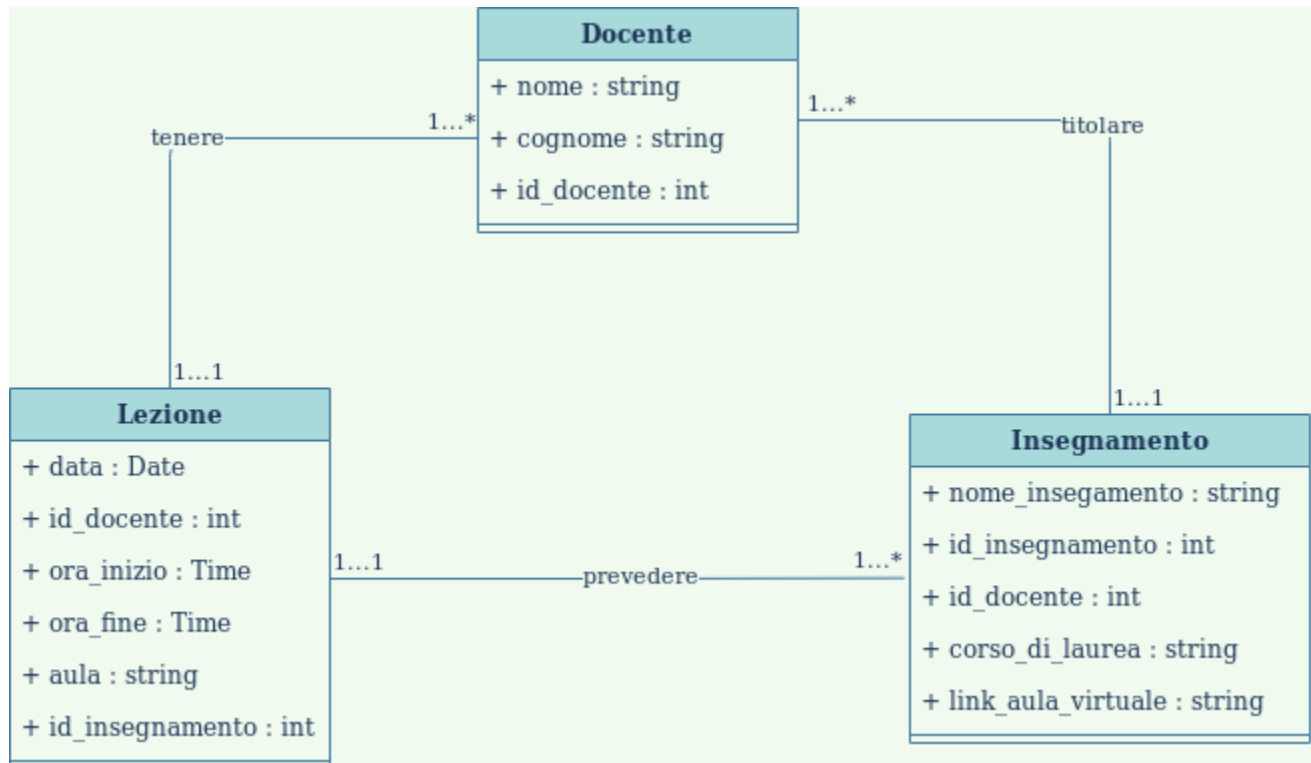 Docente
+ nome : string
+ cognome : string
+ id_docente : int
1...*
1...*
tenere
titolare
1...1
1...1
Lezione
+ data : Date
+ id_docente : int
+ ora_inizio : Time
+ ora_fine : Time
+ aula : string
+ id_insegnamento : int
1...1
prevedere
1...*
Insegnamento
+ nome_insegamento : string
+ id_insegnamento : int
+ id_docente : int
+ corso_di_laurea : string
+ link_aula_virtuale : string